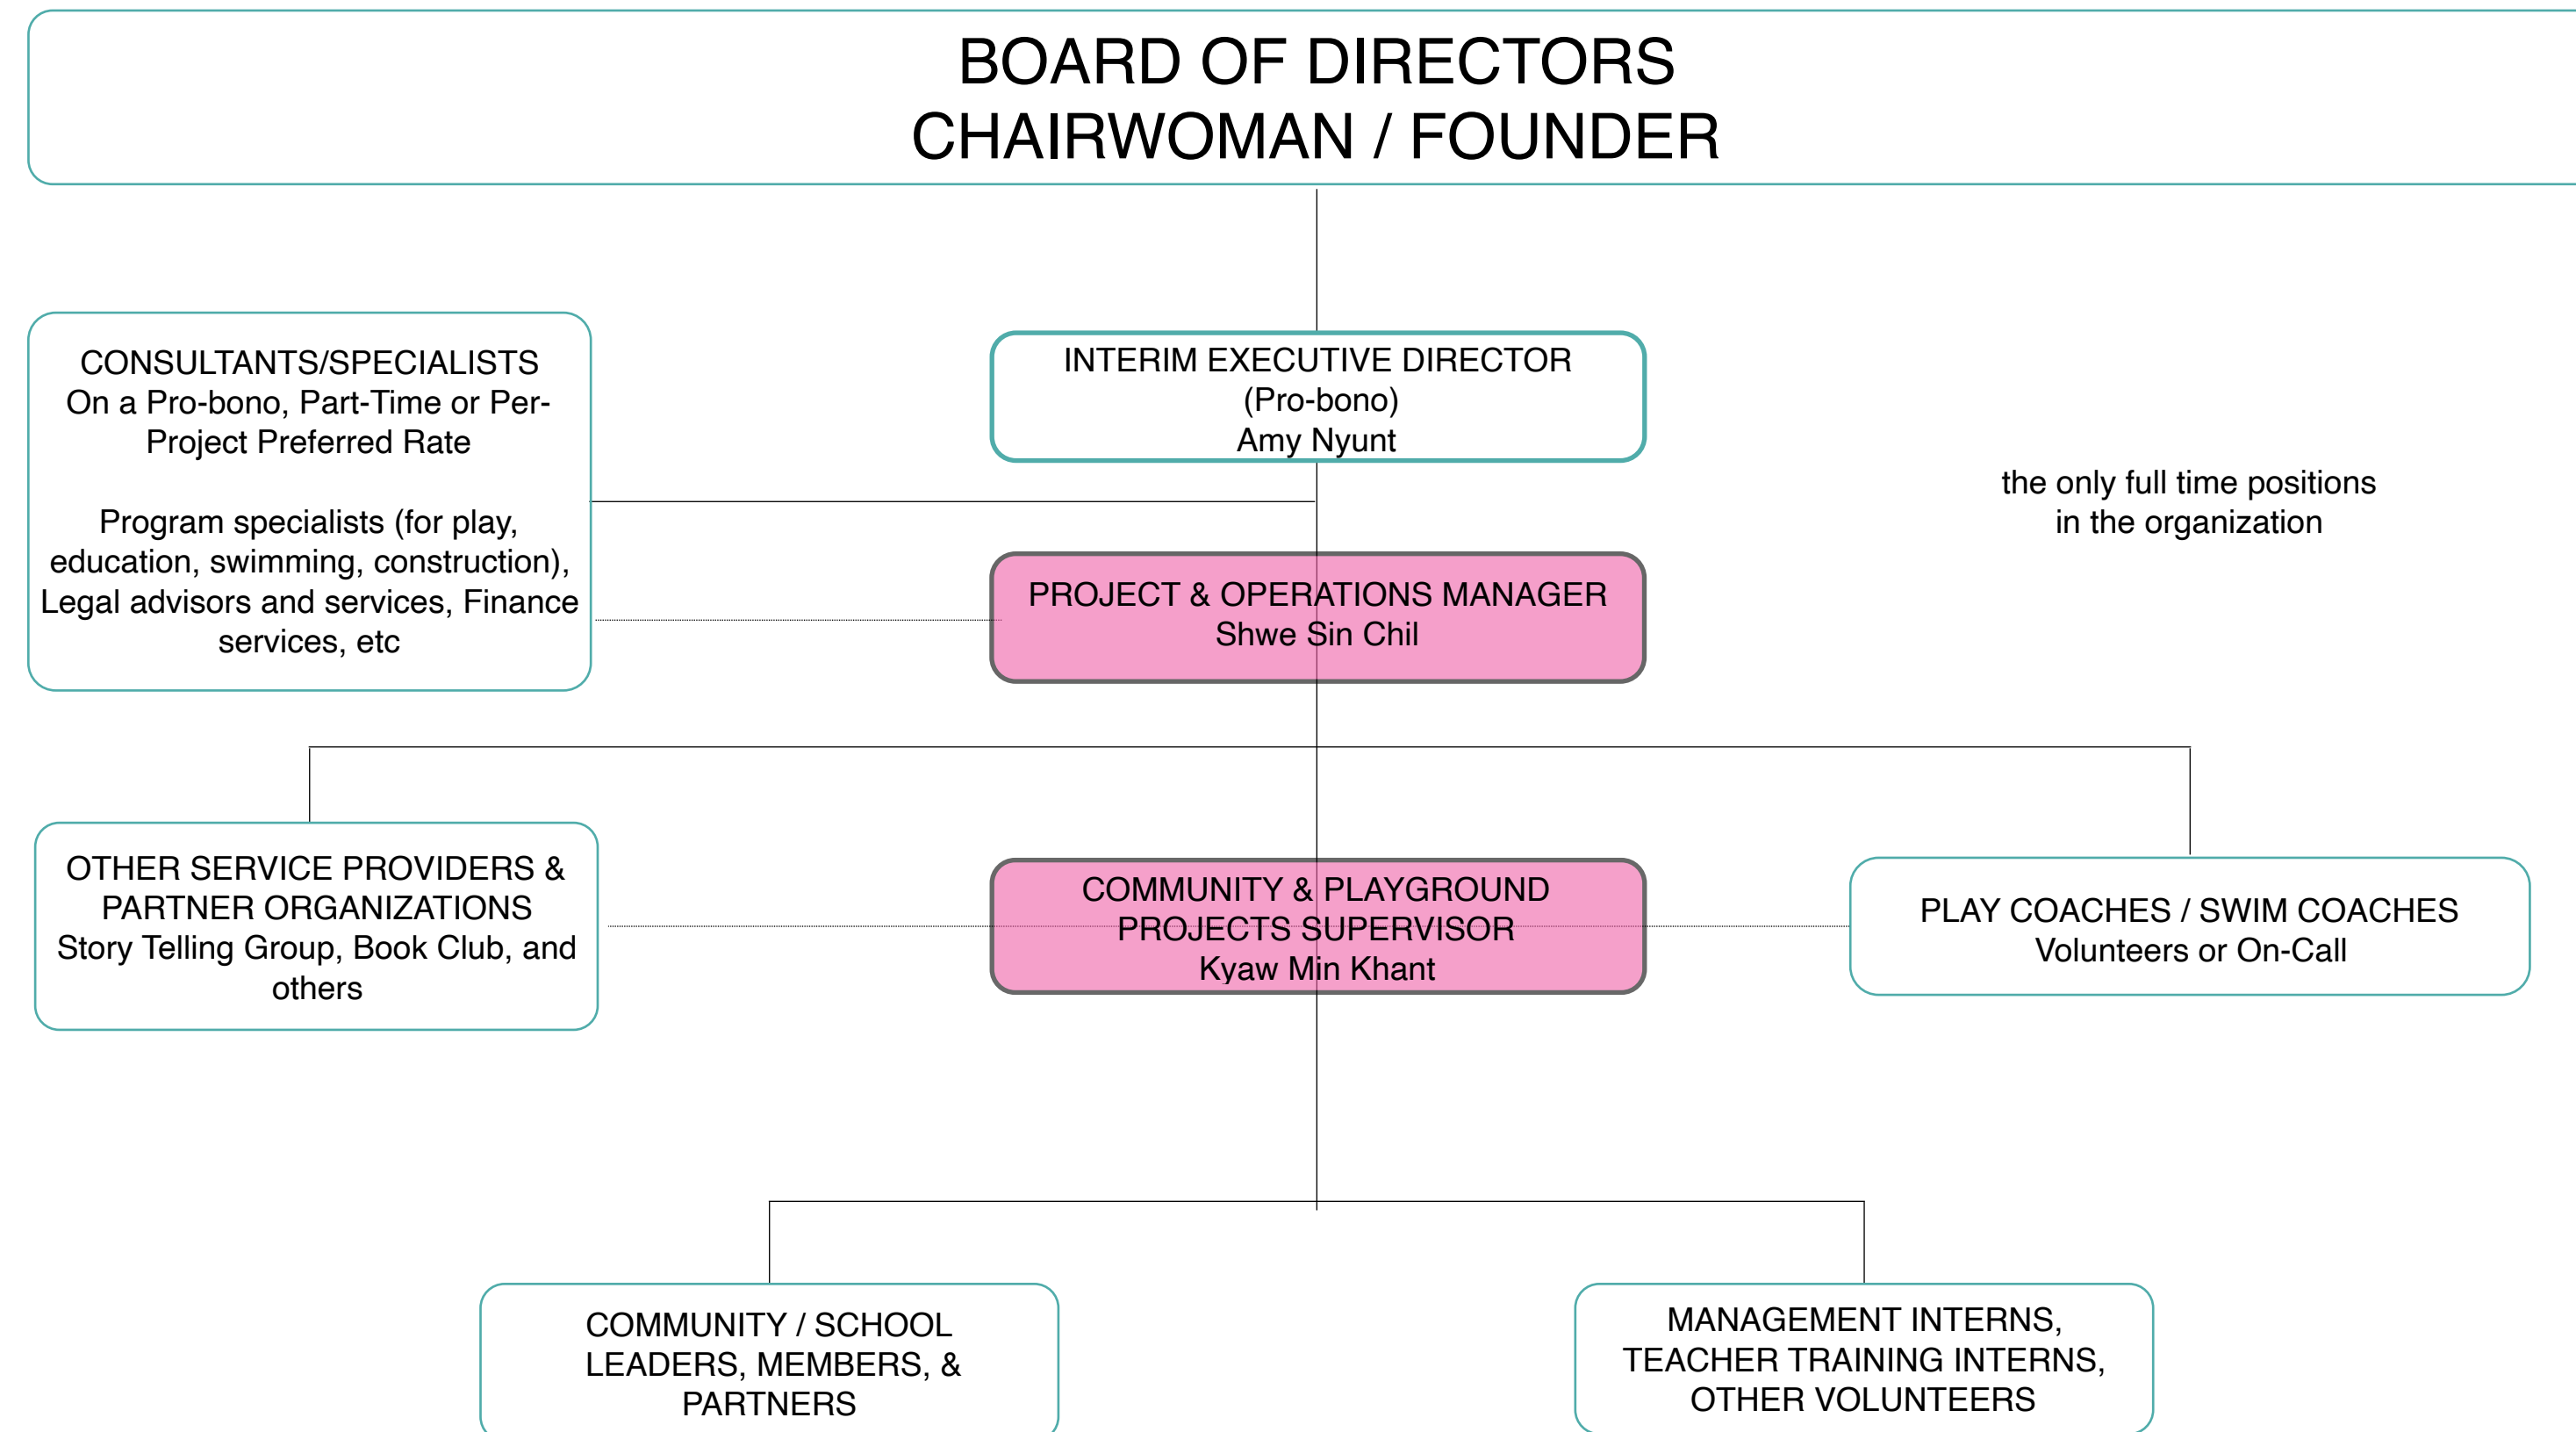 BOARD OF DIRECTORS
CHAIRWOMAN / FOUNDER
CONSULTANTS/SPECIALISTS
On a Pro-bono, Part-Time or Per-
Project Preferred Rate
Program specialists (for play,
education, swimming, construction),
Legal advisors and services, Finance
services, etc
INTERIM EXECUTIVE DIRECTOR
(Pro-bono)
Amy Nyunt
the only full time positions
in the organization
PROJECT & OPERATIONS MANAGER
Shwe Sin Chil
OTHER SERVICE PROVIDERS &
PARTNER ORGANIZATIONS
Story Telling Group, Book Club, and
others
COMMUNITY & PLAYGROUND
PROJECTS SUPERVISOR
Kyaw Min Khant
PLAY COACHES / SWIM COACHES
Volunteers or On-Call
COMMUNITY / SCHOOL
LEADERS, MEMBERS, &
PARTNERS
MANAGEMENT INTERNS,
TEACHER TRAINING INTERNS,
OTHER VOLUNTEERS